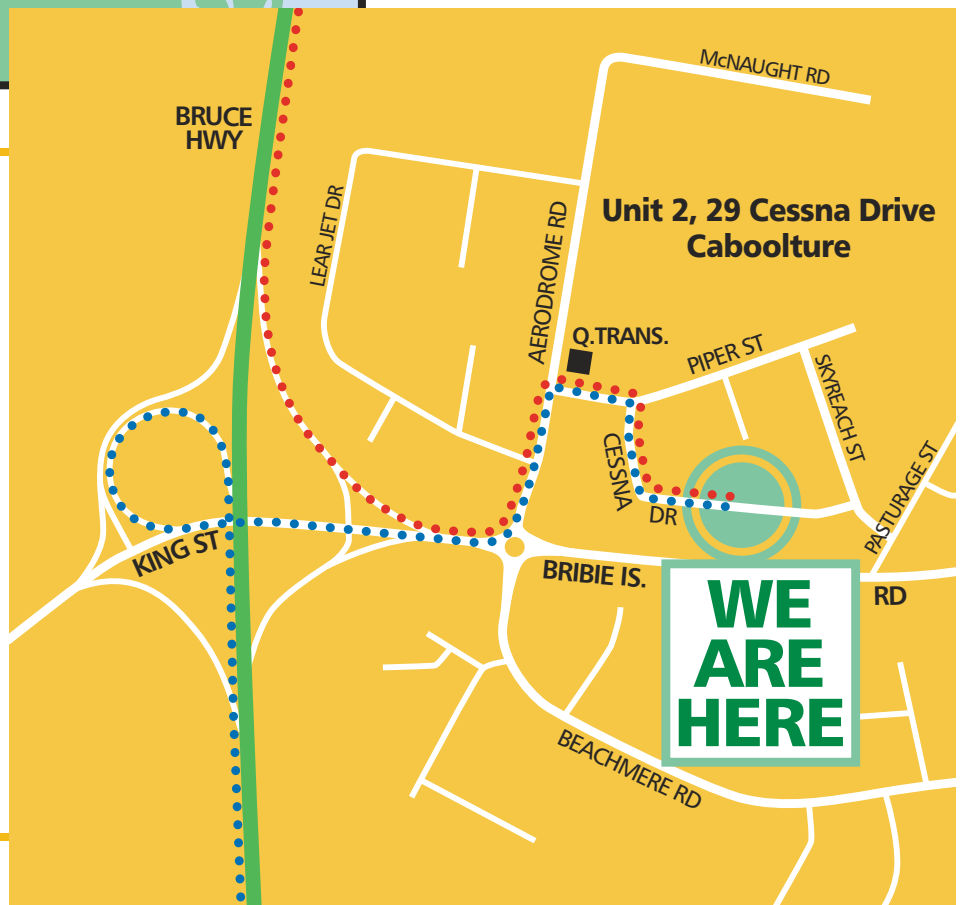 McNAUGHT RD
BRUCE
HWY
LEAR JET DR
AERODROME RD
Unit 2, 29 Cessna Drive
Caboolture
Q.TRANS.
PIPER ST
SKYREACH ST
CESSNA
DR
PASTURAGE ST
KING ST
BRIBIE IS.
RD
WE
ARE
HERE
BEACHMERE RD